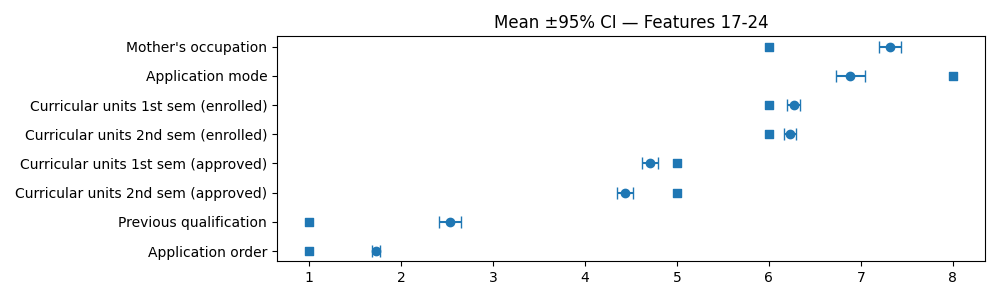 Mean ±95% CI — Features 17-24
Mother's occupation
Application mode
Curricular units 1st sem (enrolled)
Curricular units 2nd sem (enrolled)
Curricular units 1st sem (approved)
Curricular units 2nd sem (approved)
Previous qualification
Application order
1 2 3 4 5 6 7 8